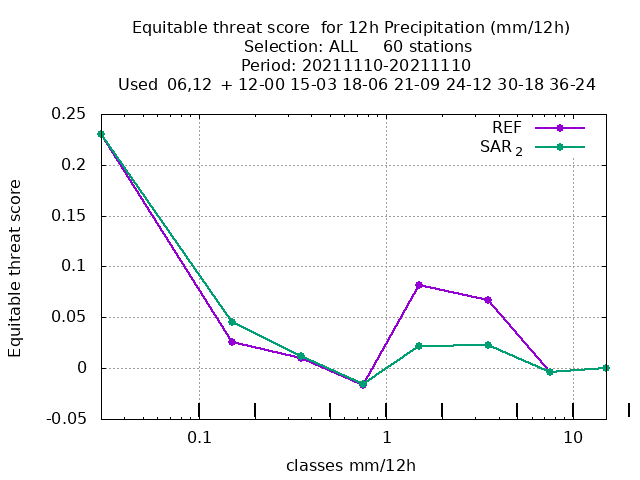 Equitable threat score  for 12h Precipitation (mm/12h)
Selection: ALL     60 stations
Period: 20211110-20211110
Used  06,12  + 12-00 15-03 18-06 21-09 24-12 30-18 36-24
REF
SAR 2
0.25
0.2
0.15
0.1
0.05
0
-0.05
Equitable threat score
0.1
1
10
classes mm/12h